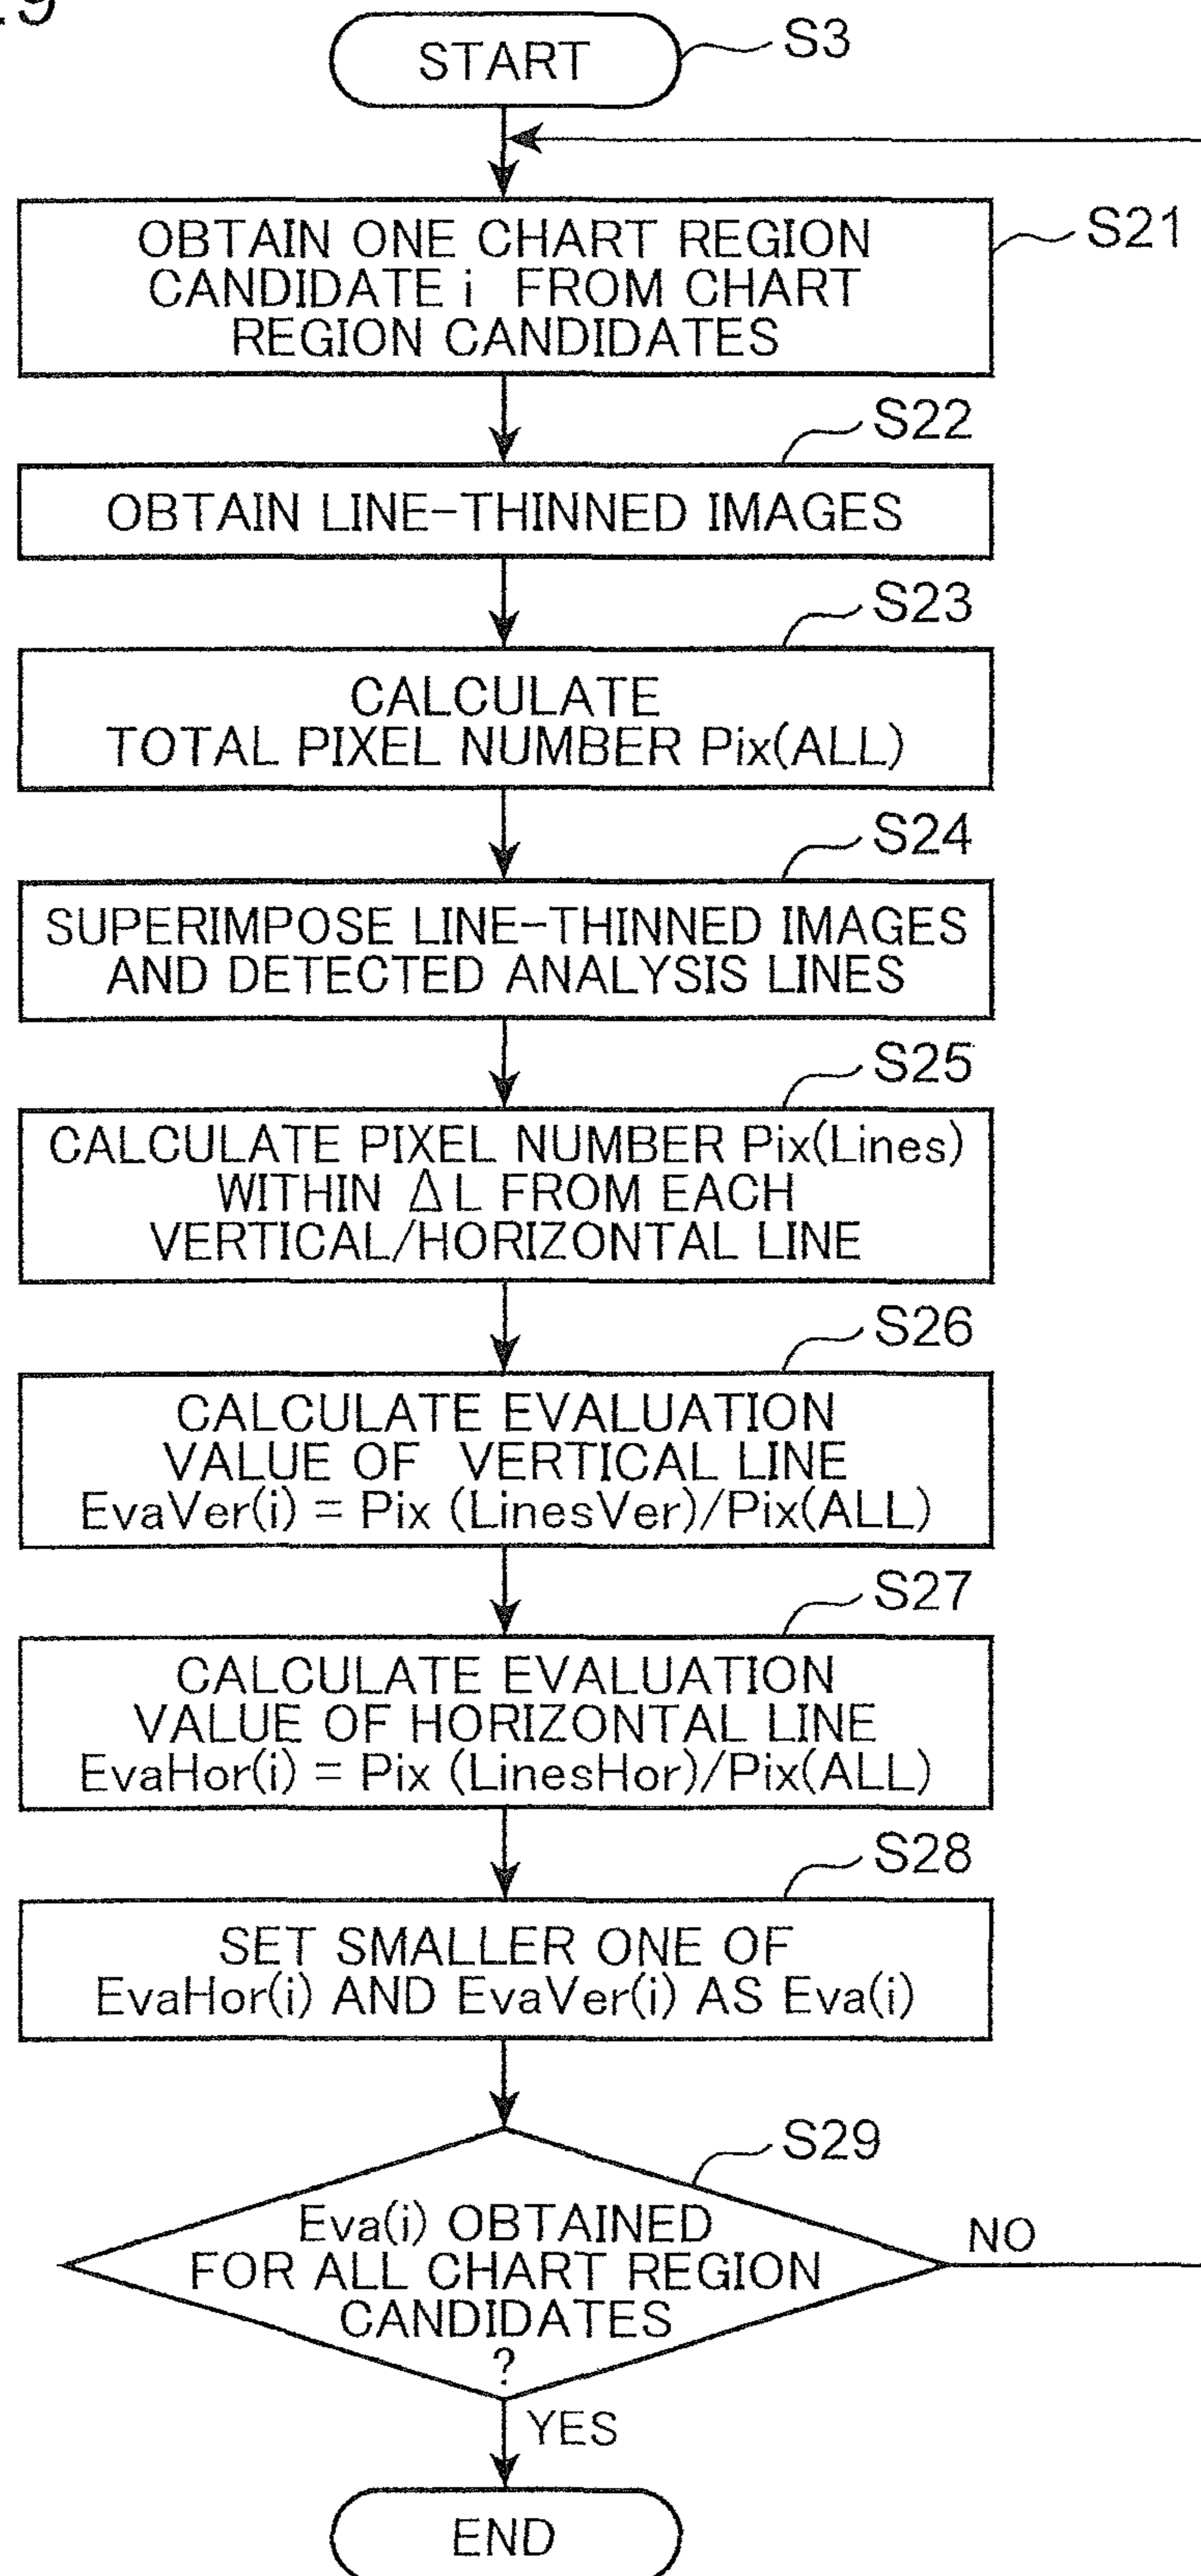 START
S3
OBTAIN ONE CHART REGION
CANDIDATE i FROM CHART
REGION CANDIDATES
S21
S22
OBTAIN LINE-THINNED IMAGES
S23
CALCULATE
TOTAL PIXEL NUMBER Pix(ALL)
S24
SUPERIMPOSE LINE-THINNED IMAGES
AND DETECTED ANALYSIS LINES
S25
CALCULATE PIXEL NUMBER Pix(Lines)
WITHIN ΔL FROM EACH
VERTICAL/HORIZONTAL LINE
S26
CALCULATE EVALUATION
VALUE OF VERTICAL LINE
EvaVer(i) = Pix (LinesVer)/Pix(ALL)
S27
CALCULATE EVALUATION
VALUE OF HORIZONTAL LINE
EvaHor(i) = Pix (LinesHor)/Pix(ALL)
S28
SET SMALLER ONE OF
EvaHor(i) AND EvaVer(i) AS Eva(i)
S29
Eva(i) OBTAINED
FOR ALL CHART REGION
CANDIDATES
?
NO
YES
END